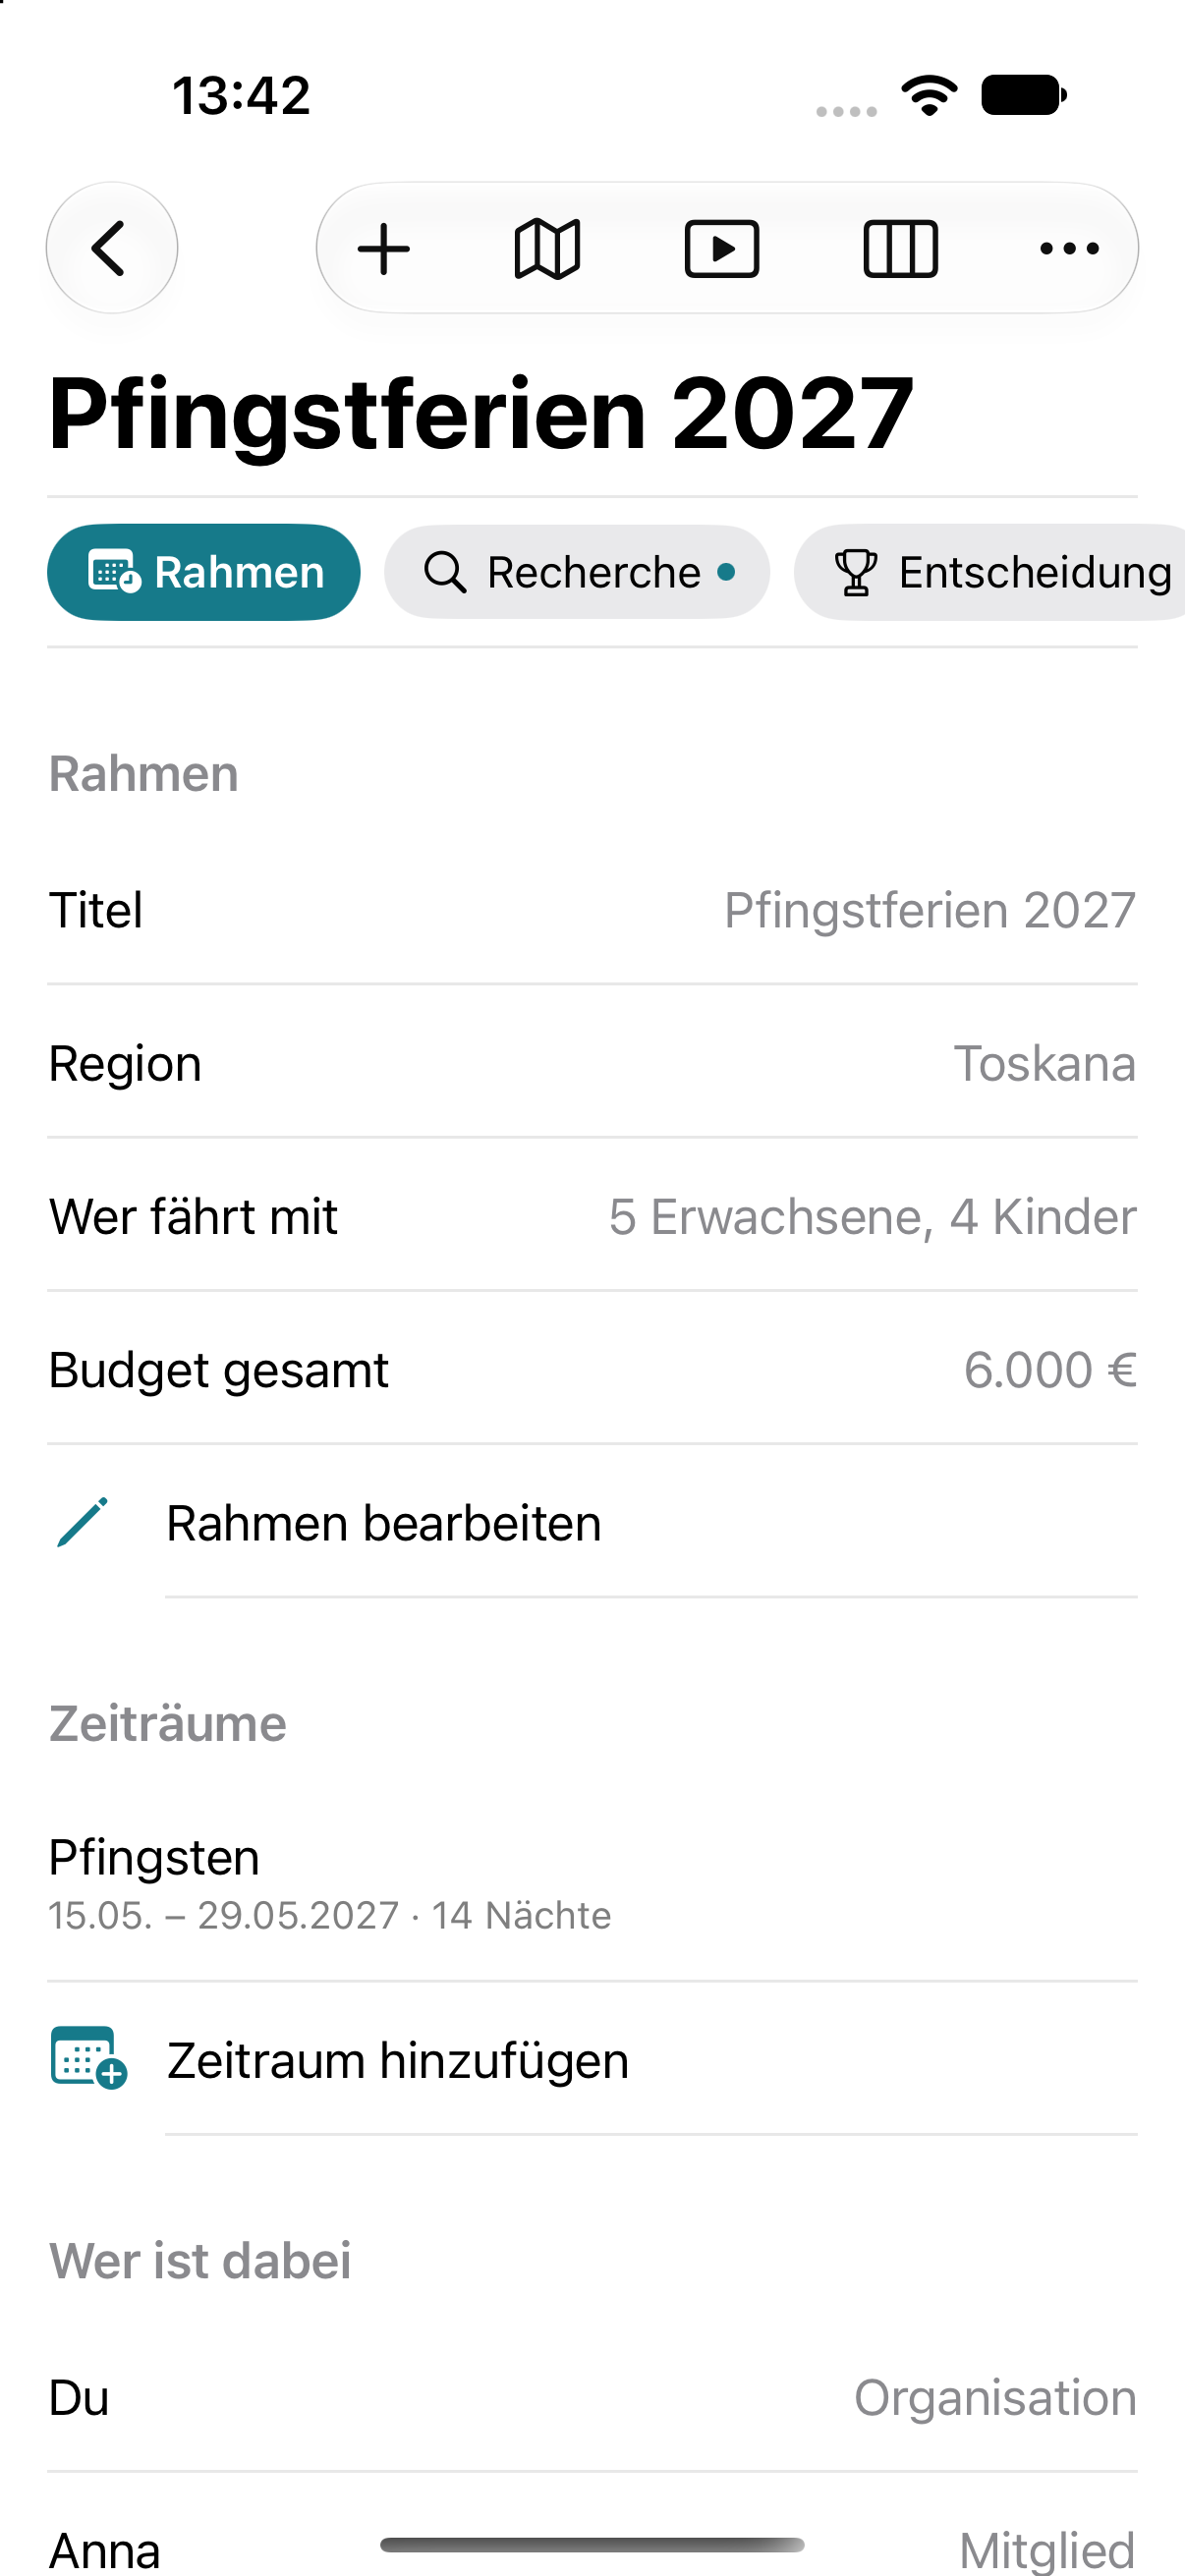 13:42
Pfingstferien 2027
Rahmen
Recherche
Entscheidung
Rahmen
Titel Pfingstferien 2027
Region Toskana
Wer fährt mit 5 Erwachsene, 4 Kinder
Budget gesamt 6.000 €
Rahmen bearbeiten
Zeiträume
Pfingsten
15.05. – 29.05.2027 · 14 Nächte
Zeitraum hinzufügen
Wer ist dabei
Du Organisation
Anna Mitglied